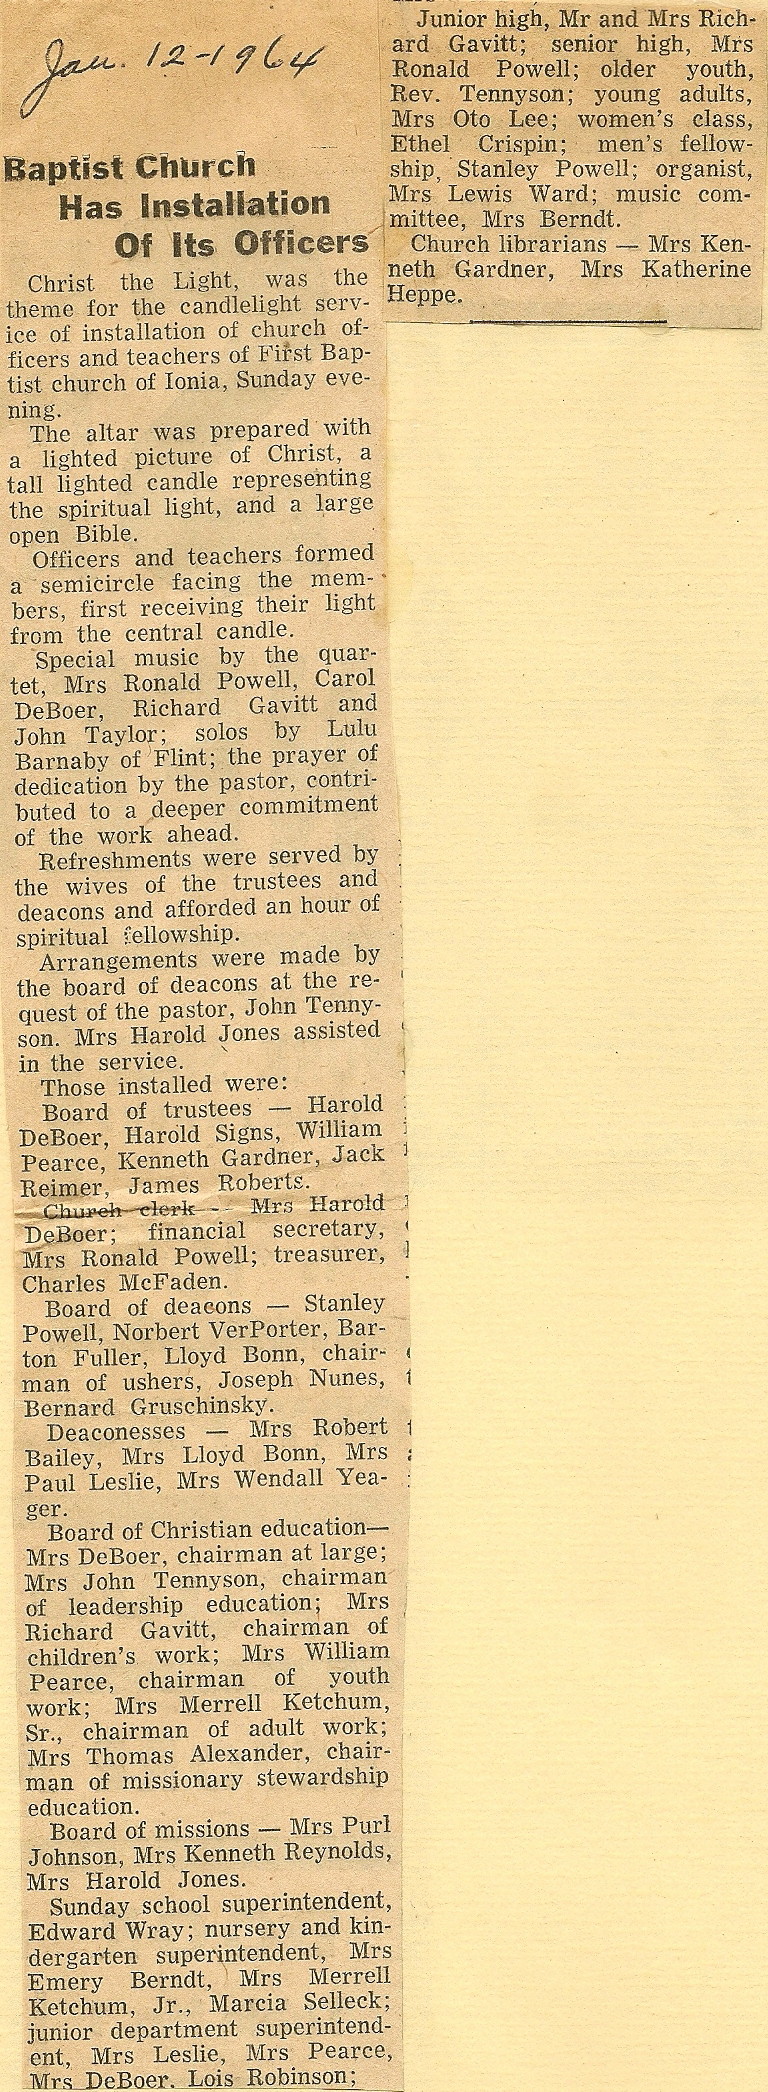 Jan. 12-1964
Baptist Church
Has Installation
Of Its Officers
Christ the Light, was the
theme for the candlelight serv-
ice of installation of church of-
ficers and teachers of First Bap-
tist church of Ionia, Sunday eve-
ning.
The altar was prepared with
a lighted picture of Christ, a
tall lighted candle representing
the spiritual light, and a large
open Bible.
Officers and teachers formed
a semicircle facing the mem-
bers, first receiving their light
from the central candle.
Special music by the quar-
tet, Mrs Ronald Powell, Carol
DeBoer, Richard Gavitt and
John Taylor; solos by Lulu
Barnaby of Flint; the prayer of
dedication by the pastor, contri-
buted to a deeper commitment
of the work ahead.
Refreshments were served by
the wives of the trustees and
deacons and afforded an hour of
spiritual fellowship.
Arrangements were made by
the board of deacons at the re-
quest of the pastor, John Tenny-
son. Mrs Harold Jones assisted
in the service.
Those installed were:
Board of trustees — Harold
DeBoer, Harold Signs, William
Pearce, Kenneth Gardner, Jack
Reimer, James Roberts.
Church clerk -- Mrs Harold
DeBoer; financial secretary,
Mrs Ronald Powell; treasurer,
Charles McFaden.
Board of deacons — Stanley
Powell, Norbert VerPorter, Bar-
ton Fuller, Lloyd Bonn, chair-
man of ushers, Joseph Nunes,
Bernard Gruschinsky.
Deaconesses — Mrs Robert
Bailey, Mrs Lloyd Bonn, Mrs
Paul Leslie, Mrs Wendall Yea-
ger.
Board of Christian education—
Mrs DeBoer, chairman at large;
Mrs John Tennyson, chairman
of leadership education; Mrs
Richard Gavitt, chairman of
children's work; Mrs William
Pearce, chairman of youth
work; Mrs Merrell Ketchum,
Sr., chairman of adult work;
Mrs Thomas Alexander, chair-
man of missionary stewardship
education.
Board of missions — Mrs Purl
Johnson, Mrs Kenneth Reynolds,
Mrs Harold Jones.
Sunday school superintendent,
Edward Wray; nursery and kin-
dergarten superintendent, Mrs
Emery Berndt, Mrs Merrell
Ketchum, Jr., Marcia Selleck;
junior department superintend-
ent, Mrs Leslie, Mrs Pearce,
Mrs DeBoer, Lois Robinson;
Junior high, Mr and Mrs Rich-
ard Gavitt; senior high, Mrs
Ronald Powell; older youth,
Rev. Tennyson; young adults,
Mrs Oto Lee; women's class,
Ethel Crispin; men's fellow-
ship, Stanley Powell; organist,
Mrs Lewis Ward; music com-
mittee, Mrs Berndt.
Church librarians — Mrs Ken-
neth Gardner, Mrs Katherine
Heppe.